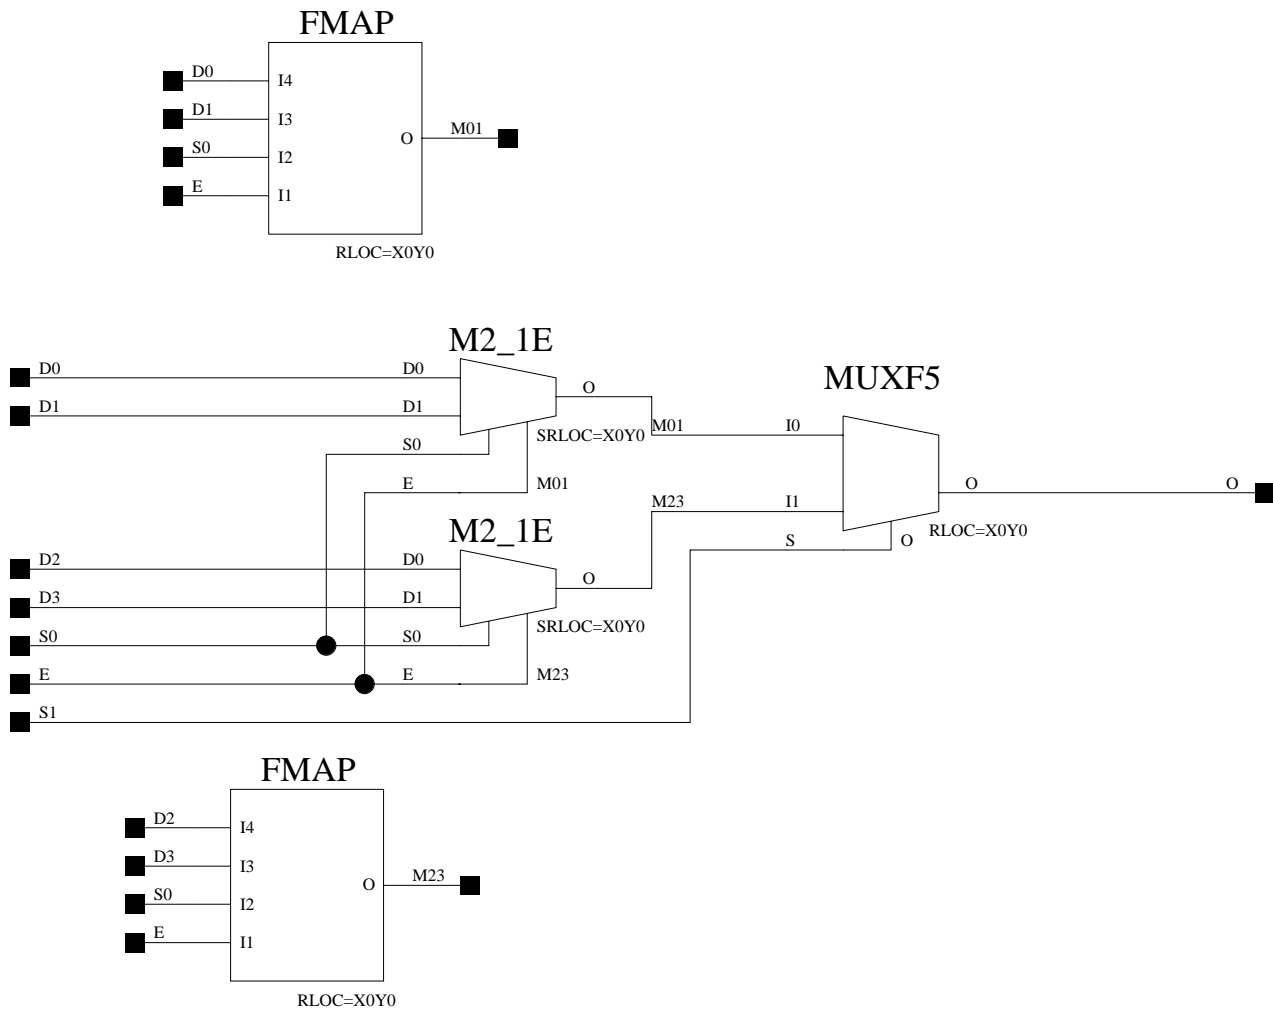 FMAP
D0 I4
D1 I3
M01
O
S0 I2
E I1
RLOC=X0Y0
M2_1E
D0 D0
MUXF5
O
D1 D1
M01 I0
SRLOC=X0Y0
S0
E M01
O O
M23 I1
M2_1E
RLOC=X0Y0
S O
D2 D0
O
D3 D1
SRLOC=X0Y0
S0 S0
E E M23
S1
FMAP
D2 I4
D3 I3
M23
O
S0 I2
E I1
RLOC=X0Y0